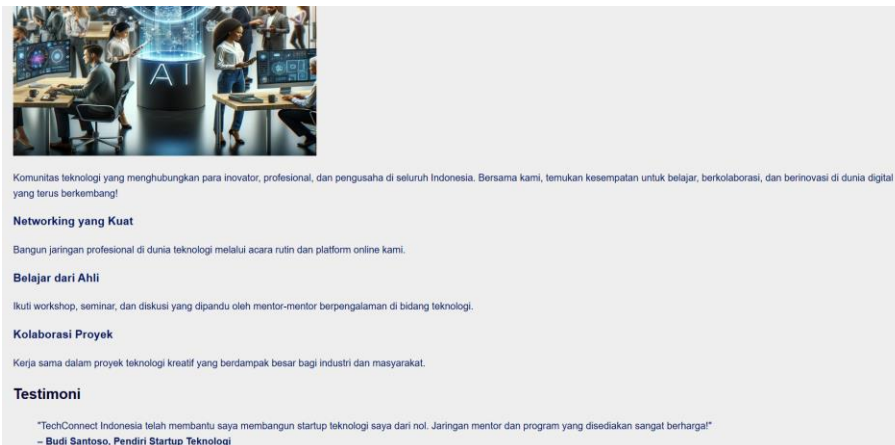 AI
Komunitas teknologi yang menghubungkan para inovator, profesional, dan pengusaha di seluruh Indonesia. Bersama kami, temukan kesempatan untuk belajar, berkolaborasi, dan berinovasi di dunia digital
yang terus berkembang!
Networking yang Kuat
Bangun jaringan profesional di dunia teknologi melalui acara rutin dan platform online kami.
Belajar dari Ahli
Ikuti workshop, seminar, dan diskusi yang dipandu oleh mentor-mentor berpengalaman di bidang teknologi.
Kolaborasi Proyek
Kerja sama dalam proyek teknologi kreatif yang berdampak besar bagi industri dan masyarakat.
Testimoni
"TechConnect Indonesia telah membantu saya membangun startup teknologi saya dari nol. Jaringan mentor dan program yang disediakan sangat berharga!"
– Budi Santoso, Pendiri Startup Teknologi